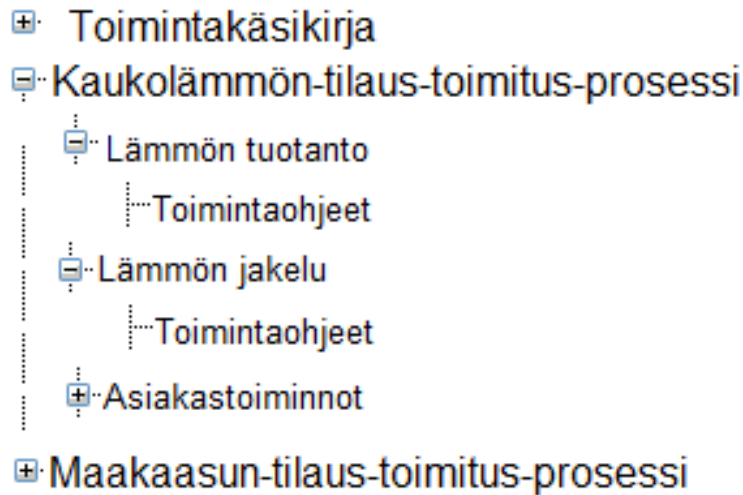 Toimintakäsikirja
Kaukolämmön-tilaus-toimitus-prosessi
Lämmön tuotanto
Toimintaohjeet
Lämmön jakelu
Toimintaohjeet
Asiakastoiminnot
Maakaasun-tilaus-toimitus-prosessi